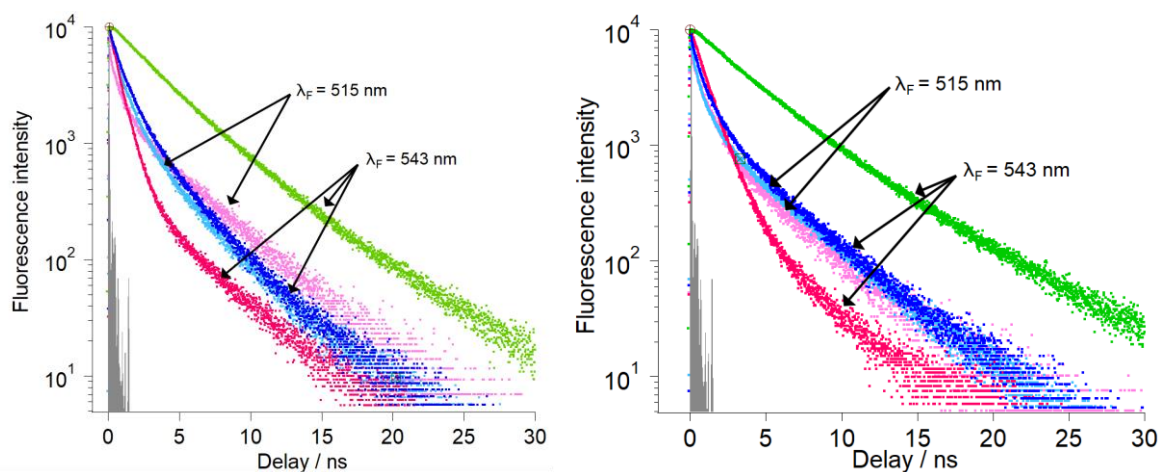 10⁴
10³
10²
10¹
Fluorescence intensity
λF = 515 nm
λF = 543 nm
0 5 10 15 20 25 30
Delay / ns
10⁴
10³
10²
10¹
Fluorescence intensity
λF = 515 nm
λF = 543 nm
0 5 10 15 20 25 30
Delay / ns